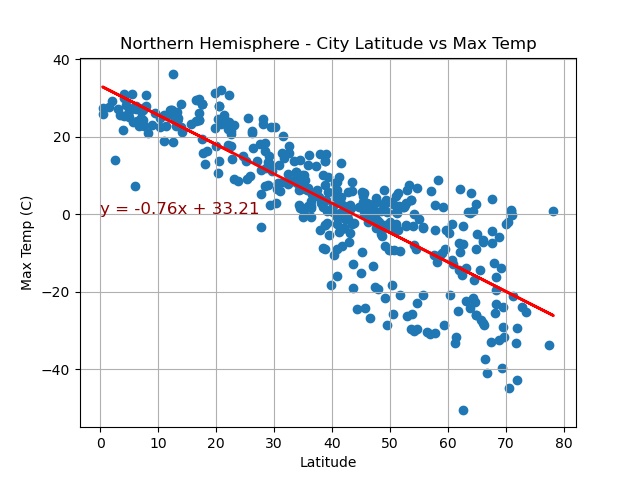 Northern Hemisphere - City Latitude vs Max Temp
Max Temp (C)
40
20
0
−20
−40
y = -0.76x + 33.21
0 10 20 30 40 50 60 70 80
Latitude